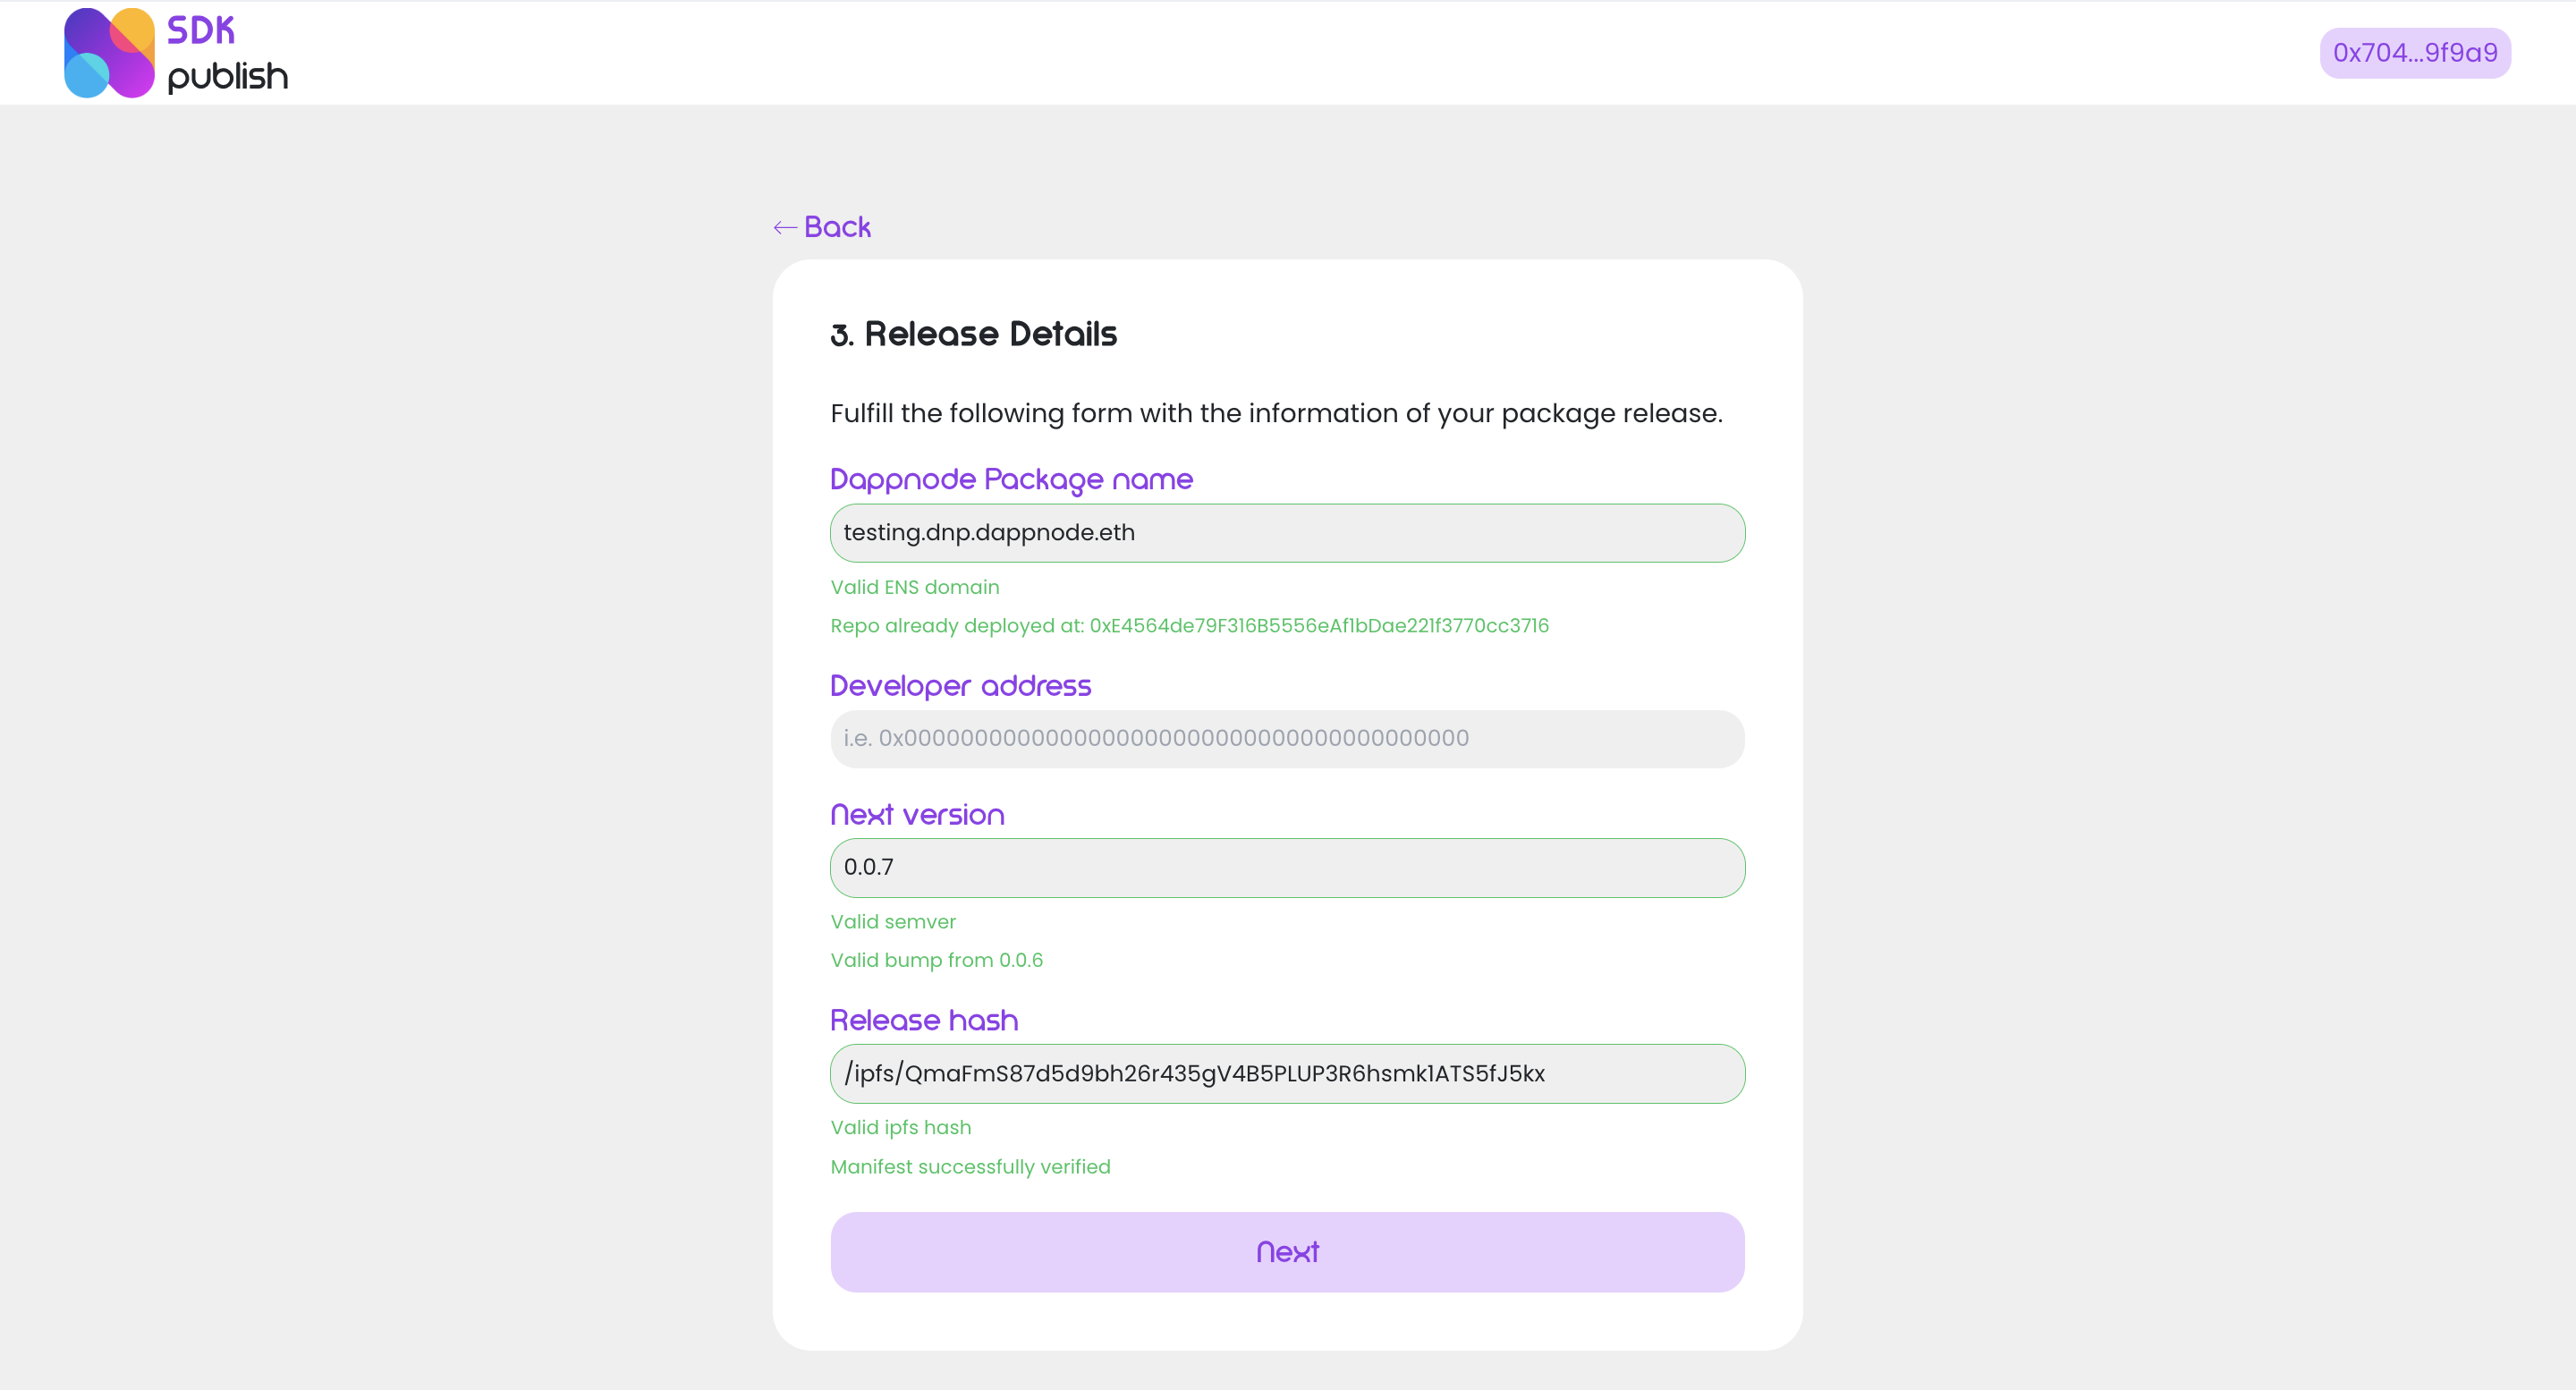 SDK
publish
0x704...9f9a9
← Back
3. Release Details
Fulfill the following form with the information of your package release.
Dappnode Package name
testing.dnp.dappnode.eth
Valid ENS domain
Repo already deployed at: 0xE4564de79F316B5556eAf1bDae221f3770cc3716
Developer address
i.e. 0x0000000000000000000000000000000000000000
Next version
0.0.7
Valid semver
Valid bump from 0.0.6
Release hash
/ipfs/QmaFmS87d5d9bh26r435gV4B5PLUP3R6hsmk1ATS5fJ5kx
Valid ipfs hash
Manifest successfully verified
Next